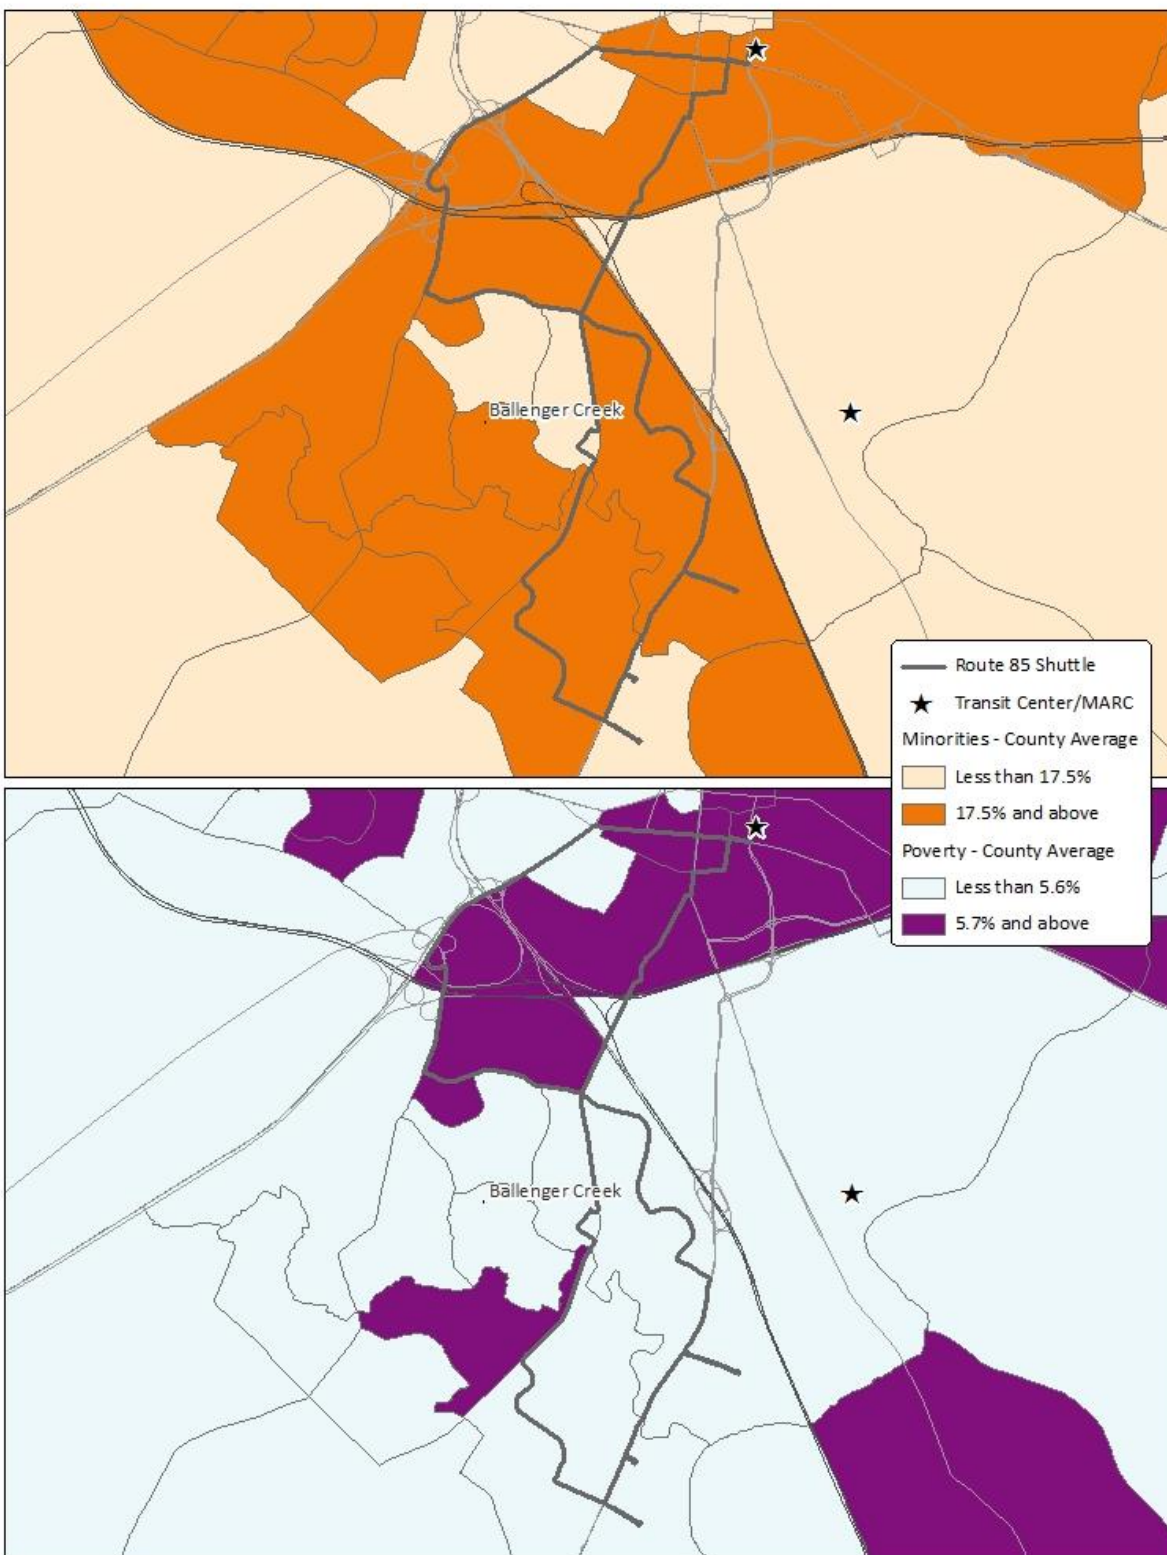 Ballenger Creek
Route 85 Shuttle
Transit Center/MARC
Minorities - County Average
Less than 17.5%
17.5% and above
Poverty - County Average
Less than 5.6%
5.7% and above
Ballenger Creek